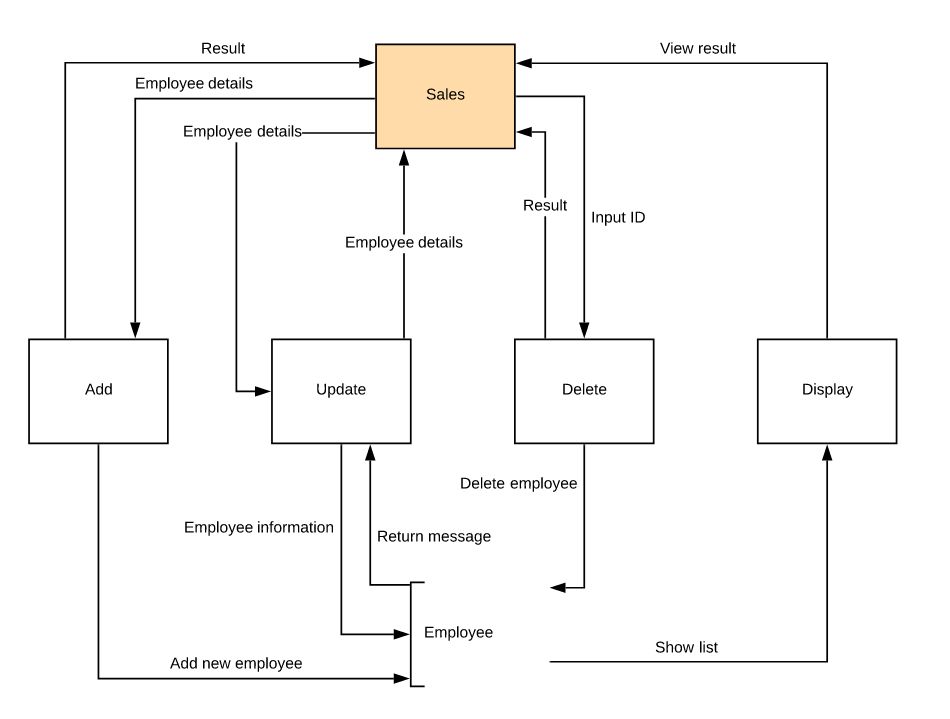 Result
View result
Employee details
Sales
Employee details
Result
Input ID
Employee details
Add
Update
Delete
Display
Delete employee
Employee information
Return message
Employee
Show list
Add new employee